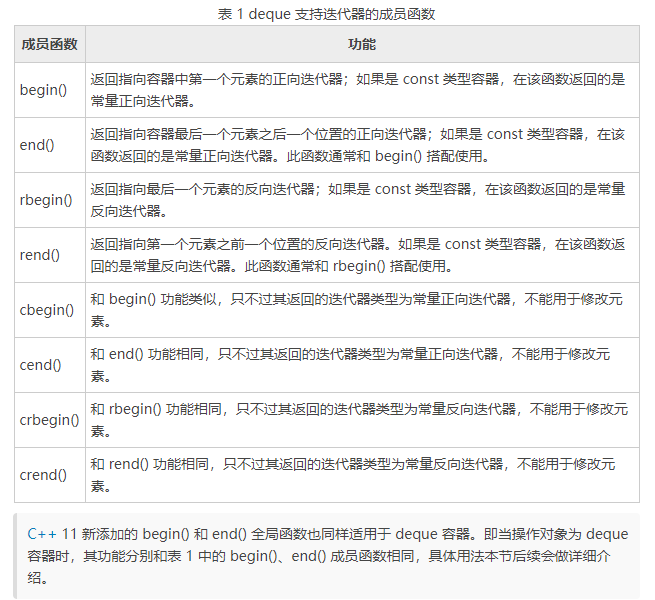 表 1 deque 支持迭代器的成员函数
成员函数 功能
begin() 返回指向容器中第一个元素的正向迭代器；如果是 const 类型容器，在该函数返回的是
常量正向迭代器。
end() 返回指向容器最后一个元素之后一个位置的正向迭代器；如果是 const 类型容器，在该
函数返回的是常量正向迭代器。此函数通常和 begin() 搭配使用。
rbegin() 返回指向最后一个元素的反向迭代器；如果是 const 类型容器，在该函数返回的是常量
反向迭代器。
rend() 返回指向第一个元素之前一个位置的反向迭代器。如果是 const 类型容器，在该函数返
回的是常量反向迭代器。此函数通常和 rbegin() 搭配使用。
cbegin() 和 begin() 功能类似，只不过其返回的迭代器类型为常量正向迭代器，不能用于修改元
素。
cend() 和 end() 功能相同，只不过其返回的迭代器类型为常量正向迭代器，不能用于修改元
素。
crbegin() 和 rbegin() 功能相同，只不过其返回的迭代器类型为常量反向迭代器，不能用于修改元
素。
crend() 和 rend() 功能相同，只不过其返回的迭代器类型为常量反向迭代器，不能用于修改元
素。
C++ 11 新添加的 begin() 和 end() 全局函数也同样适用于 deque 容器。即当操作对象为 deque
容器时，其功能分别和表 1 中的 begin()、end() 成员函数相同，具体用法本节后续会做详细介
绍。